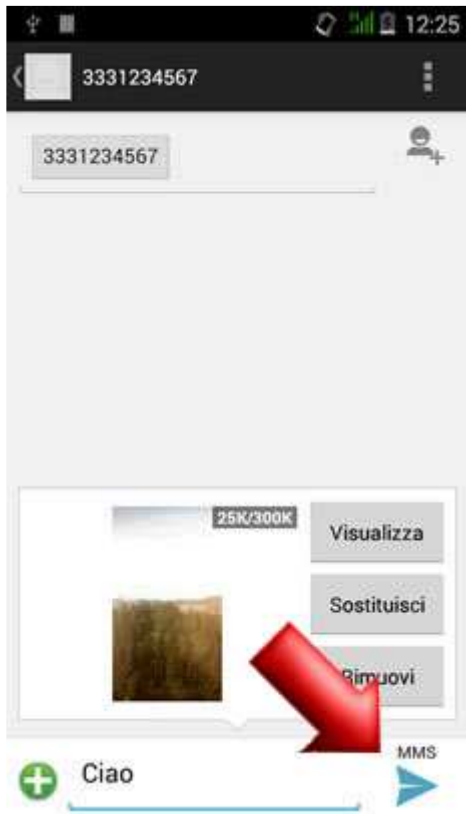 12:25
3331234567
3331234567
25K/300K
Visualizza
Sostituisci
Rimuovi
MMS
Ciao